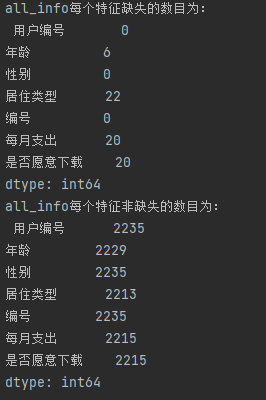 all_info每个特征缺失的数目为：
用户编号 0
年龄 6
性别 0
居住类型 22
编号 0
每月支出 20
是否愿意下载 20
dtype: int64
all_info每个特征非缺失的数目为：
用户编号 2235
年龄 2229
性别 2235
居住类型 2213
编号 2235
每月支出 2215
是否愿意下载 2215
dtype: int64